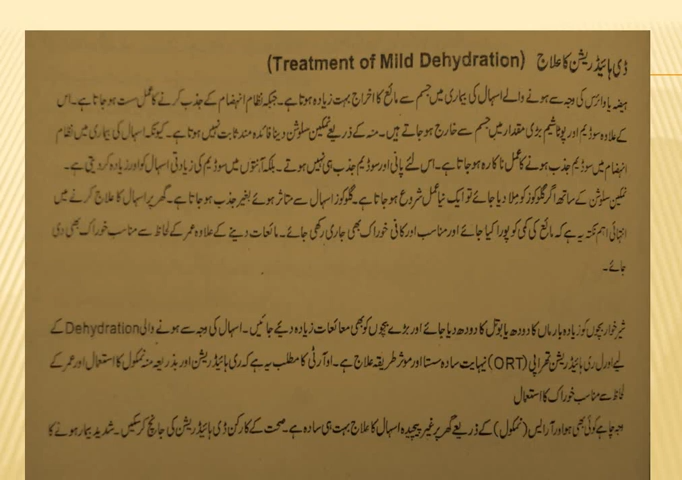 ڈی ہائیڈریشن کا علاج (Treatment of Mild Dehydration)
ہیضہ یا وائرس کی وجہ سے ہونے والے اسہال کی بیماری میں جسم سے مائع کا اخراج بہت زیادہ ہوتا ہے۔ جبکہ نظام انہضام کے جذب کرنے کا عمل سست ہو جاتا ہے۔ اس
کے علاوہ سوڈیم اور پوٹاشیم بڑی مقدار میں جسم سے خارج ہو جاتے ہیں۔ منہ کے ذریعے نمکین سلوشن دینا فائدہ مند ثابت نہیں ہوتا ہے۔ کیونکہ اسہال کی بیماری میں نظام
انہضام میں سوڈیم جذب ہونے کا عمل ناکارہ ہو جاتا ہے۔ اس لئے پانی اور سوڈیم جذب ہی نہیں ہوتے۔ بلکہ آنتوں میں سوڈیم کی زیادتی اسہال کو اور زیادہ کر دیتی ہے۔
نمکین سلوشن کے ساتھ اگر گلوکوز کو ملا دیا جائے تو ایک نیا عمل شروع ہو جاتا ہے۔ گلوکوز اسہال سے متاثر ہوئے بغیر جذب ہو جاتا ہے۔ گھر پر اسہال کا علاج کرنے میں
انتہائی اہم نکتہ یہ ہے کہ مائع کی کمی کو پورا کیا جائے اور مناسب اور کافی خوراک بھی جاری رکھی جائے۔ مائعات دینے کے علاوہ عمر کے لحاظ سے مناسب خوراک بھی دی
جائے۔
شیر خوار بچوں کو زیادہ بار ماں کا دودھ یا بوتل کا دودھ دیا جائے اور بڑے بچوں کو بھی مائعات زیادہ دیئے جائیں۔ اسہال کی وجہ سے ہونے والی Dehydration کے
لیے اورل ری ہائیڈریشن تھراپی (ORT) نہایت سادہ سستا اور موثر طریقہ علاج ہے۔ او آر ٹی کا مطلب یہ ہے کہ ری ہائیڈریشن اور بذریعہ منہ نمکول کا استعمال اور عمر کے
لحاظ سے مناسب خوراک کا استعمال
وجہ چاہے کوئی بھی ہو اور آر ایس (نمکول) کے ذریعے گھر پر غیر پیچیدہ اسہال کا علاج بہت ہی سادہ ہے۔ صحت کے کارکن ڈی ہائیڈریشن کی جانچ کر سکیں۔ شدید بیمار ہونے کا